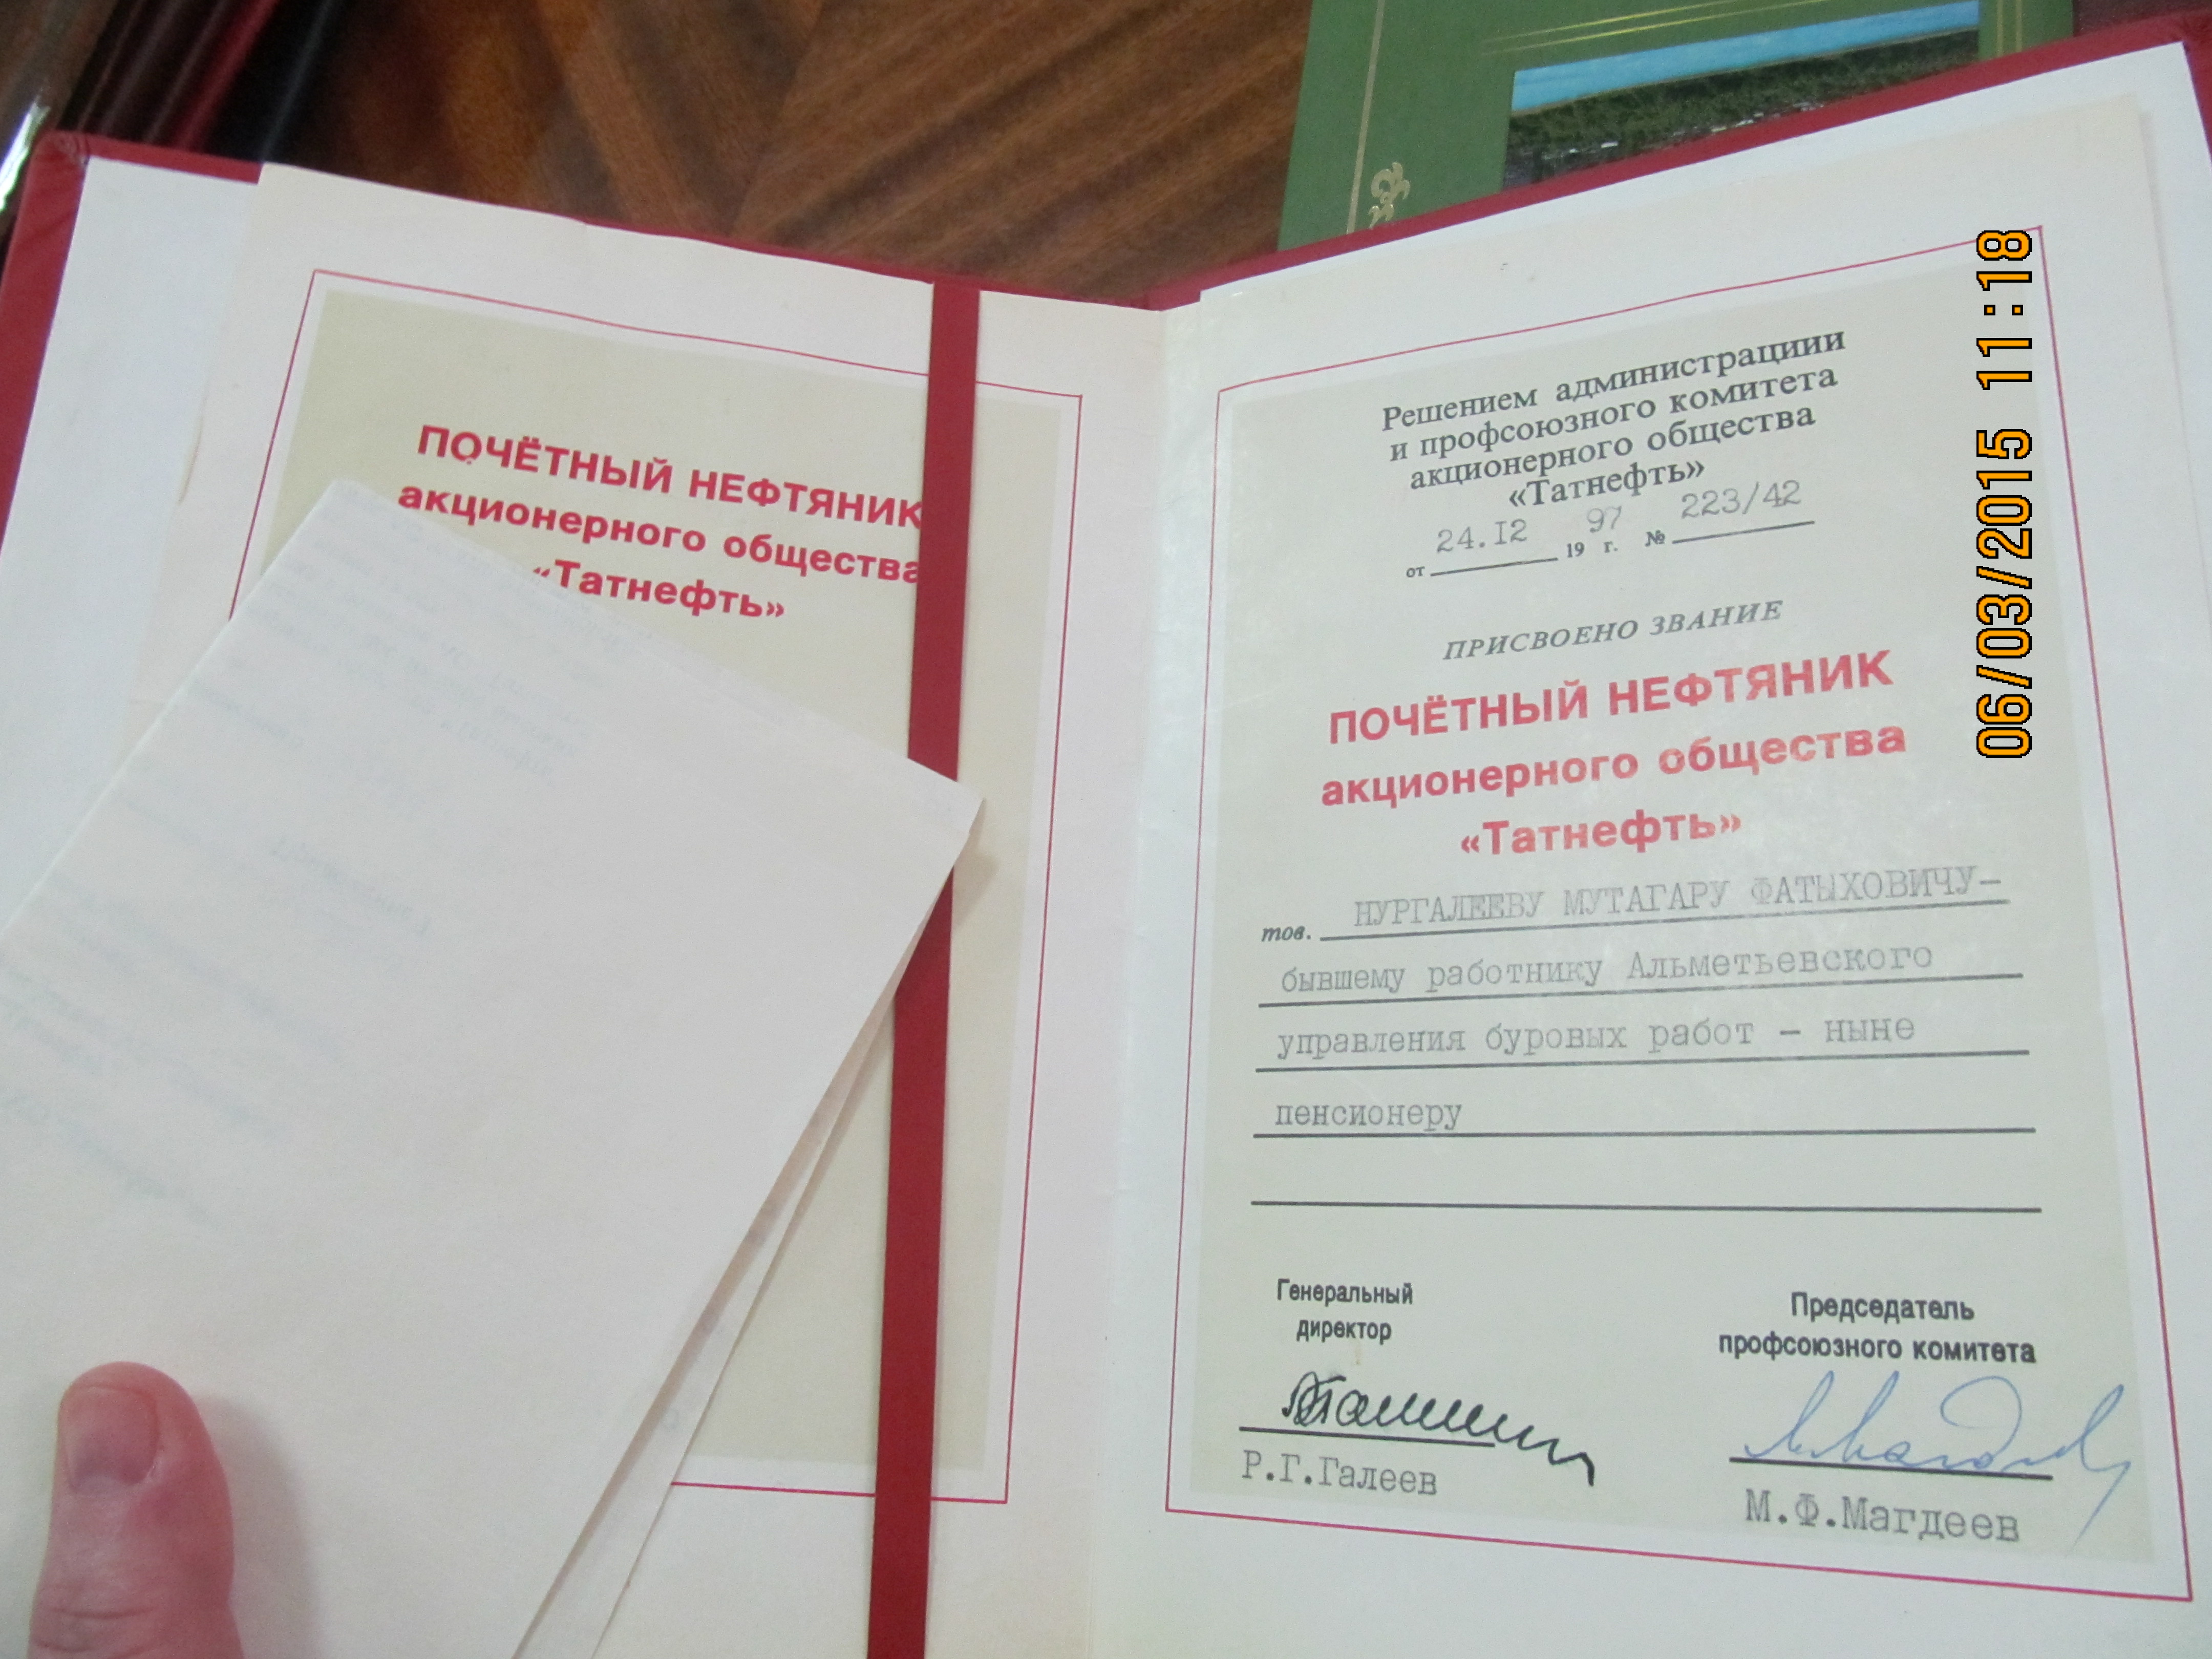 ПОЧЁТНЫЙ НЕФТЯНИК
акционерного общества
«Татнефть»
Решением администрациии
и профсоюзного комитета
акционерного общества
«Татнефть»
от 24.I2 19 97 г. № 223/42
ПРИСВОЕНО ЗВАНИЕ
ПОЧЁТНЫЙ НЕФТЯНИК
акционерного общества
«Татнефть»
тов. НУРГАЛЕЕВУ МУТАГАРУ ФАТЫХОВИЧУ-
бывшему работнику Альметьевского
управления буровых работ - ныне
пенсионеру
Генеральный
директор
Р.Г.Галеев
Председатель
профсоюзного комитета
М.Ф.Магдеев
06/03/2015 11:18